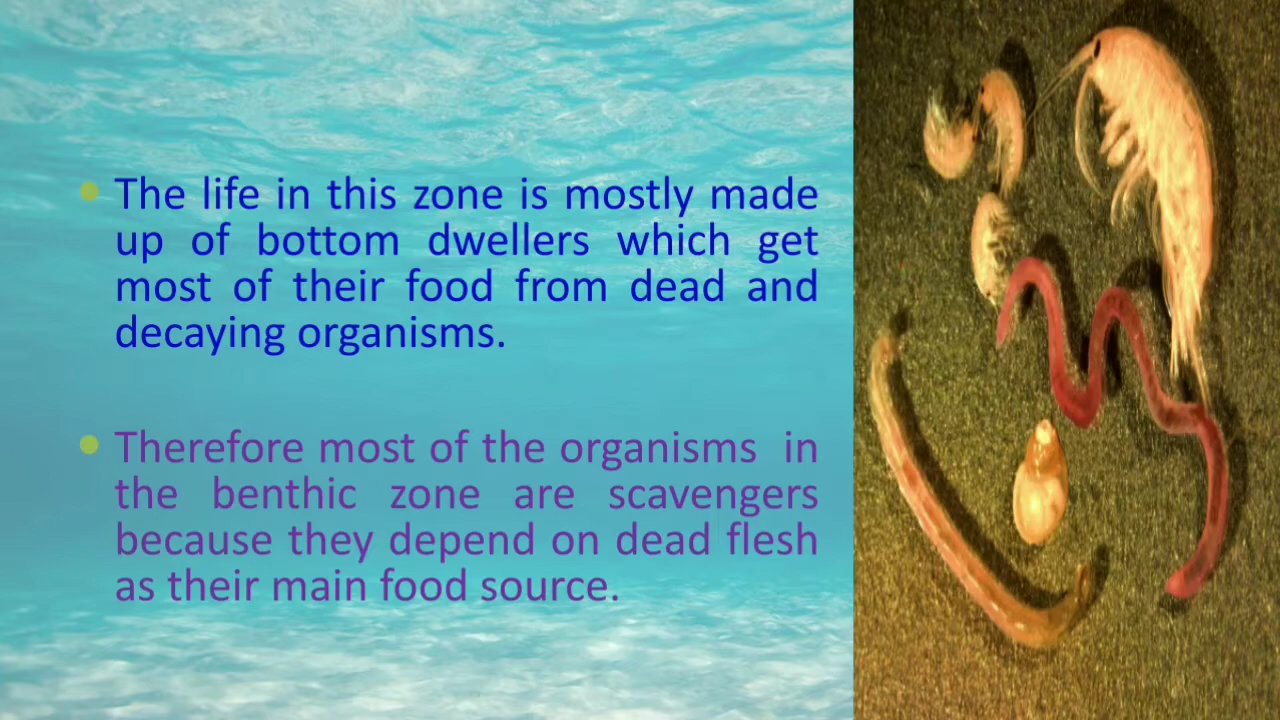 The life in this zone is mostly made
up of bottom dwellers which get
most of their food from dead and
decaying organisms.
Therefore most of the organisms in
the benthic zone are scavengers
because they depend on dead flesh
as their main food source.